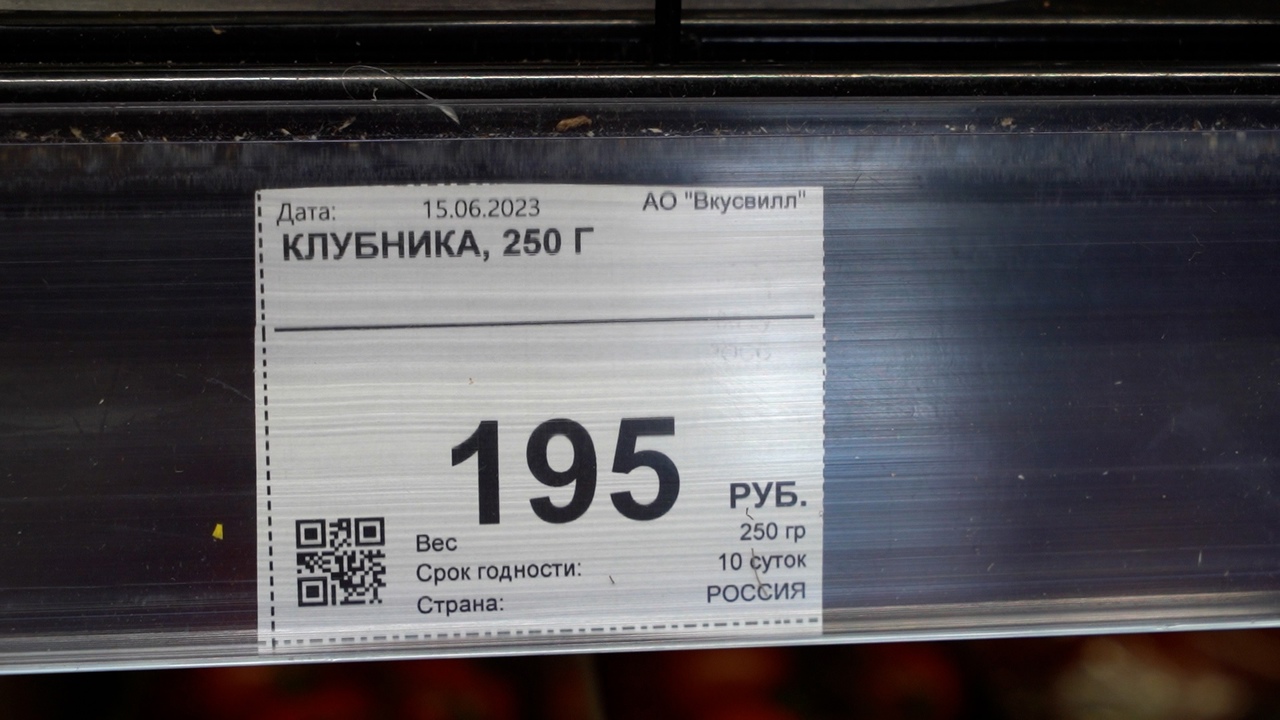 Дата: 15.06.2023 АО "Вкусвилл"
КЛУБНИКА, 250 Г
195
РУБ.
Вес 250 гр
Срок годности: 10 суток
Страна: РОССИЯ